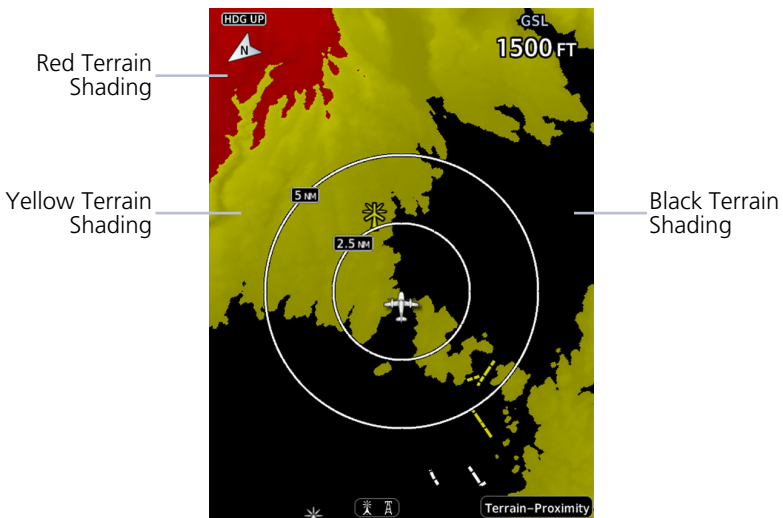 HDG UP
N
GSL
1500 FT
Red Terrain
Shading
5 NM
Yellow Terrain
Shading
Black Terrain
Shading
2.5 NM
Terrain-Proximity